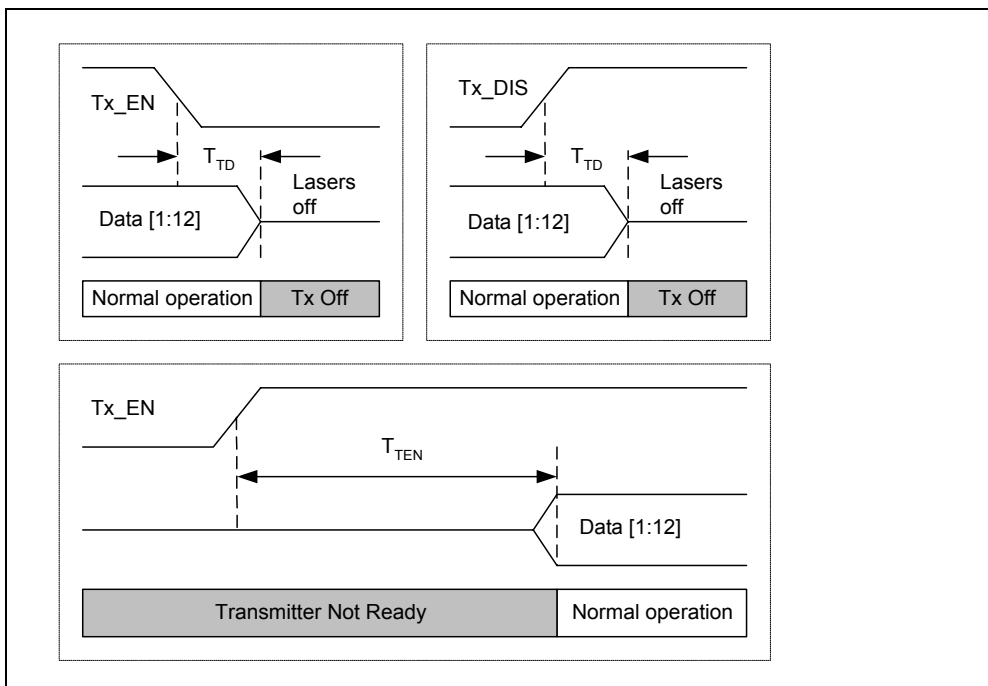 Tx_EN
T_TD
Lasers
off
Data [1:12]
Normal operation
Tx Off
Tx_DIS
T_TD
Lasers
off
Data [1:12]
Normal operation
Tx Off
Tx_EN
T_TEN
Data [1:12]
Transmitter Not Ready
Normal operation